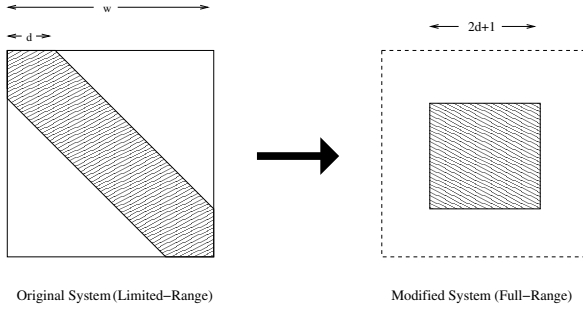 w
d
2d+1
Original System (Limited−Range)
Modified System (Full−Range)